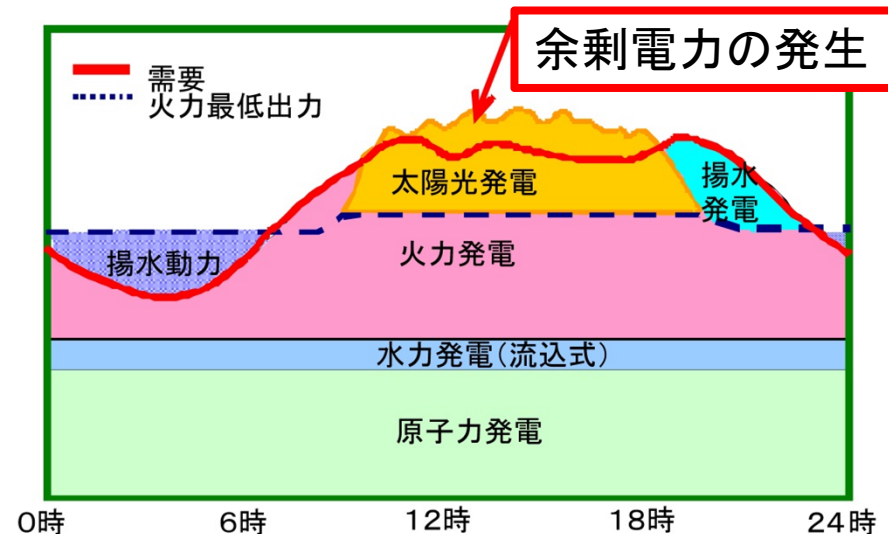 余剰電力の発生
需要
火力最低出力
太陽光発電
揚水
発電
揚水動力
火力発電
水力発電(流込式)
原子力発電
0時 6時 12時 18時 24時